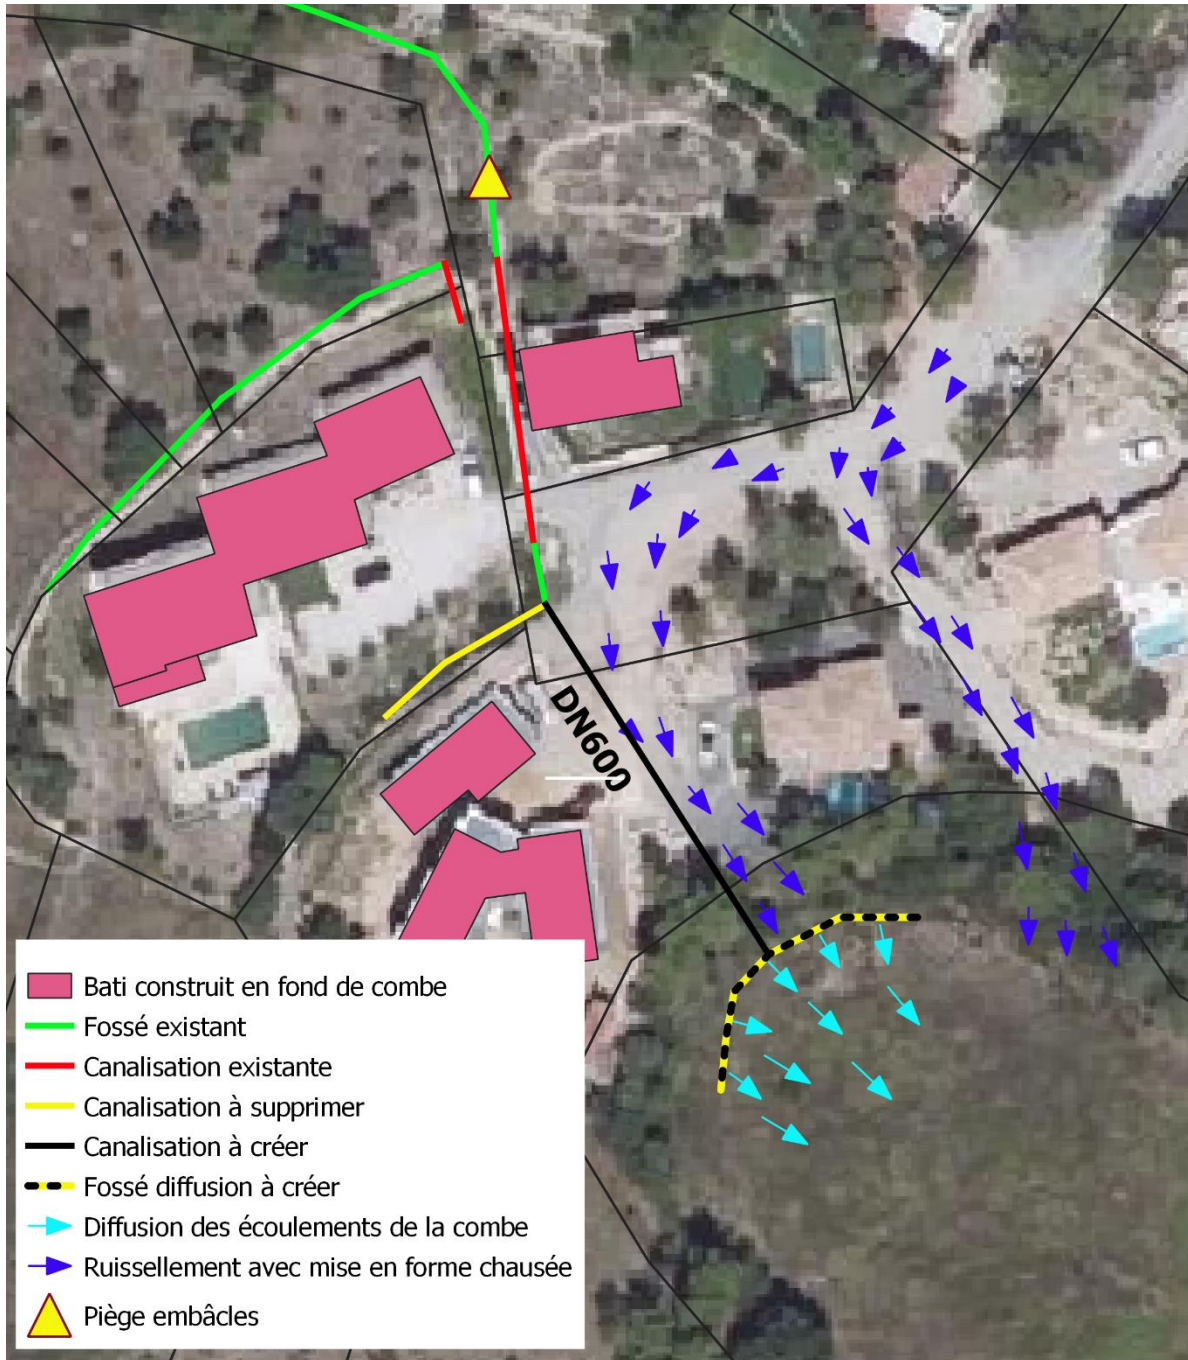 DN600
Bati construit en fond de combe
Fossé existant
Canalisation existante
Canalisation à supprimer
Canalisation à créer
Fossé diffusion à créer
Diffusion des écoulements de la combe
Ruissellement avec mise en forme chausée
Piège embâcles